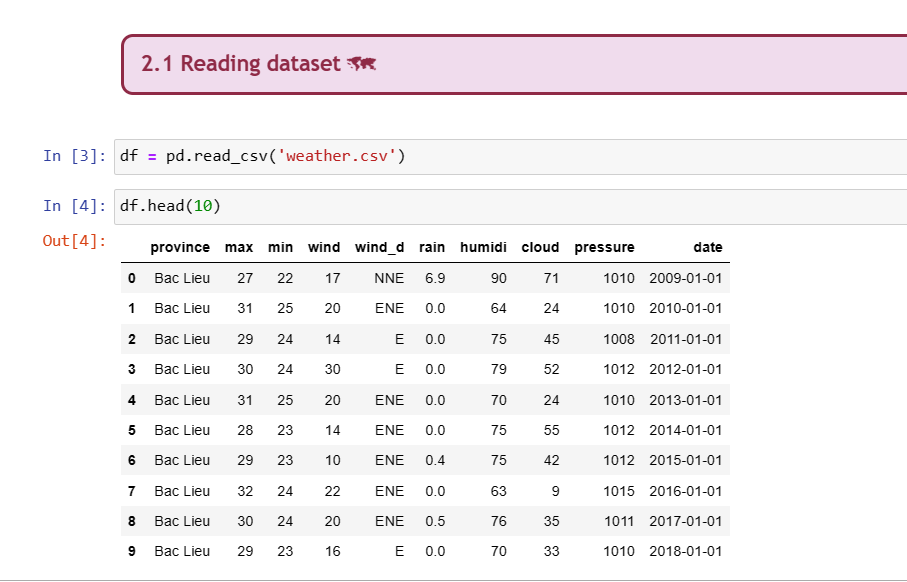 2.1 Reading dataset 🗺
In [3]: df = pd.read_csv('weather.csv')
In [4]: df.head(10)
Out[4]:
province max min wind wind_d rain humidi cloud pressure date
0 Bac Lieu 27 22 17 NNE 6.9 90 71 1010 2009-01-01
1 Bac Lieu 31 25 20 ENE 0.0 64 24 1010 2010-01-01
2 Bac Lieu 29 24 14 E 0.0 75 45 1008 2011-01-01
3 Bac Lieu 30 24 30 E 0.0 79 52 1012 2012-01-01
4 Bac Lieu 31 25 20 ENE 0.0 70 24 1010 2013-01-01
5 Bac Lieu 28 23 14 ENE 0.0 75 55 1012 2014-01-01
6 Bac Lieu 29 23 10 ENE 0.4 75 42 1012 2015-01-01
7 Bac Lieu 32 24 22 ENE 0.0 63 9 1015 2016-01-01
8 Bac Lieu 30 24 20 ENE 0.5 76 35 1011 2017-01-01
9 Bac Lieu 29 23 16 E 0.0 70 33 1010 2018-01-01